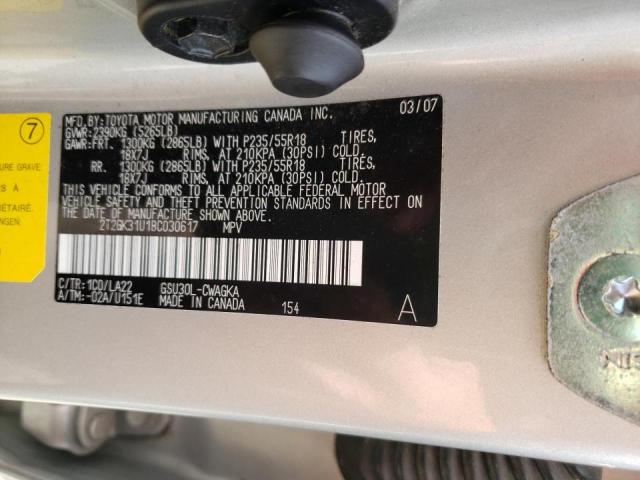 MFD.BY:TOYOTA MOTOR MANUFACTURING CANADA INC. 03/07
GVWR:2390KG (5265LB)
GAWR:FRT. 1300KG (2865LB) WITH P235/55R18 TIRES,
18X7J RIMS, AT 210KPA (30PSI) COLD.
RR. 1300KG (2865LB) WITH P235/55R18 TIRES,
18X7J RIMS, AT 210KPA (30PSI) COLD.
THIS VEHICLE CONFORMS TO ALL APPLICABLE FEDERAL MOTOR
VEHICLE SAFETY AND THEFT PREVENTION STANDARDS IN EFFECT
ON THE DATE OF MANUFACTURE SHOWN ABOVE.
2T2GK31U18C030617 MPV
C/TR:1C0/LA22 GSU30L-CWAGKA
A/TM:-02A/U151E MADE IN CANADA 154 A
7
URE GRAVE.
S À
ÉTAIRE.
NGEN: